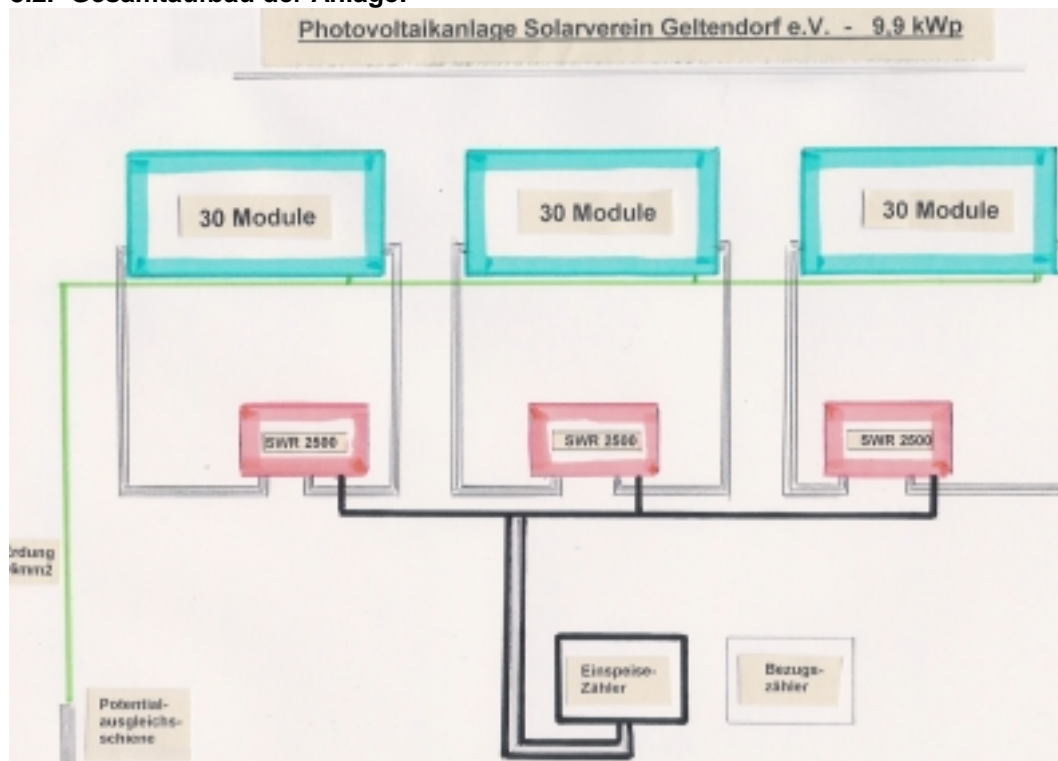 Photovoltaikanlage Solarverein Geltendorf e.V. - 9,9 kWp
30 Module
30 Module
30 Module
SWR 2500
SWR 2500
SWR 2500
Einspeise-
Zähler
Bezugs-
zähler
Potential-
ausgleichs-
schiene